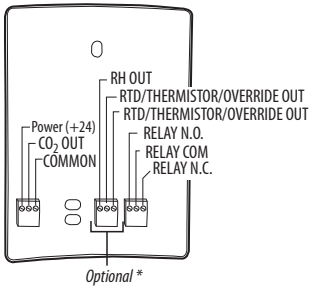 RH OUT
RTD/THERMISTOR/OVERRIDE OUT
RTD/THERMISTOR/OVERRIDE OUT
Power (+24)
RELAY N.O.
CO₂ OUT
RELAY COM
COMMON
RELAY N.C.
Optional *